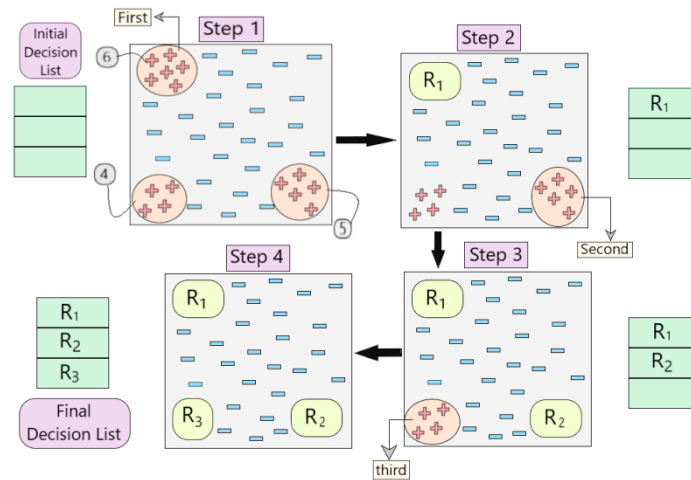 First
Step 1
Initial
Decision
List
6
4
5
Step 2
R₁
R₁
Second
Step 4
Step 3
R₁
R₃
R₂
R₁
R₂
R₁
R₂
R₁
R₂
R₃
Final
Decision List
third